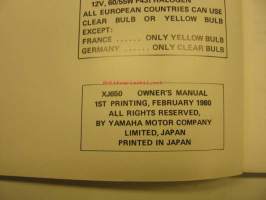 12V, 60/55W P43t HALOGEN
ALL EUROPEAN COUNTRIES CAN USE
CLEAR BULB OR YELLOW BULB
EXCEPT:
FRANCE ...... ONLY YELLOW BULB
GERMANY ..... ONLY CLEAR BULB
XJ650 OWNER'S MANUAL
1ST PRINTING, FEBRUARY 1980
ALL RIGHTS RESERVED,
BY YAMAHA MOTOR COMPANY
LIMITED, JAPAN
PRINTED IN JAPAN